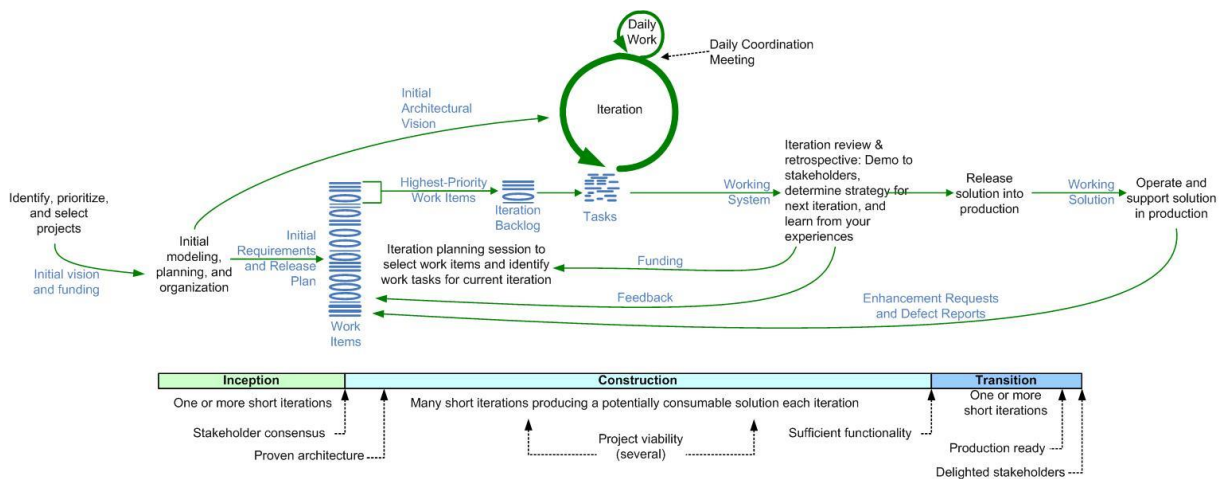 Daily
Work
Daily Coordination
Meeting
Initial
Architectural
Vision
Iteration
Identify, prioritize,
and select
projects
Initial vision
and funding
Initial
modeling,
planning, and
organization
Initial
Requirements
and Release
Plan
Work
Items
Highest-Priority
Work Items
Iteration
Backlog
Tasks
Working
System
Iteration review &
retrospective: Demo to
stakeholders,
determine strategy for
next iteration, and
learn from your
experiences
Release
solution into
production
Working
Solution
Operate and
support solution
in production
Iteration planning session to
select work items and identify
work tasks for current iteration
Funding
Feedback
Enhancement Requests
and Defect Reports
Inception
Construction
Transition
One or more short iterations
Many short iterations producing a potentially consumable solution each iteration
One or more
short iterations
Stakeholder consensus
Proven architecture
Project viability
(several)
Sufficient functionality
Production ready
Delighted stakeholders